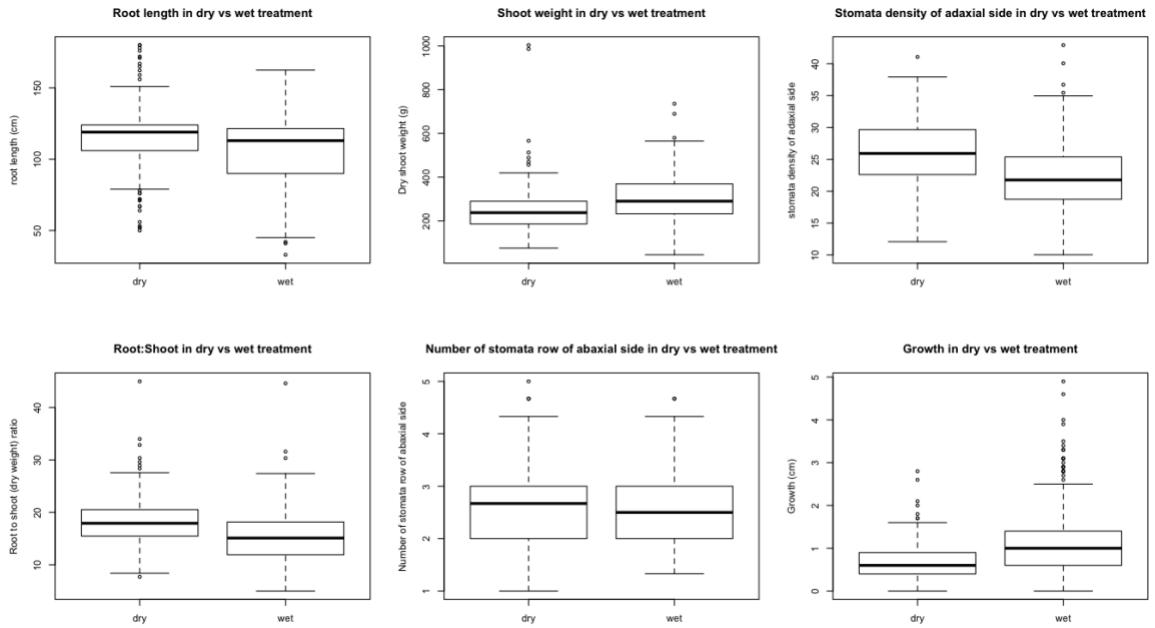 Root length in dry vs wet treatment
root length (cm)
50
100
150
dry
wet
Shoot weight in dry vs wet treatment
Dry shoot weight (g)
200
400
600
800
1000
dry
wet
Stomata density of adaxial side in dry vs wet treatment
stomata density of adaxial side
10
15
20
25
30
35
40
dry
wet
Root:Shoot in dry vs wet treatment
Root to shoot (dry weight) ratio
10
20
30
40
dry
wet
Number of stomata row of abaxial side in dry vs wet treatment
Number of stomata row of abaxial side
1
2
3
4
5
dry
wet
Growth in dry vs wet treatment
Growth (cm)
0
1
2
3
4
5
dry
wet